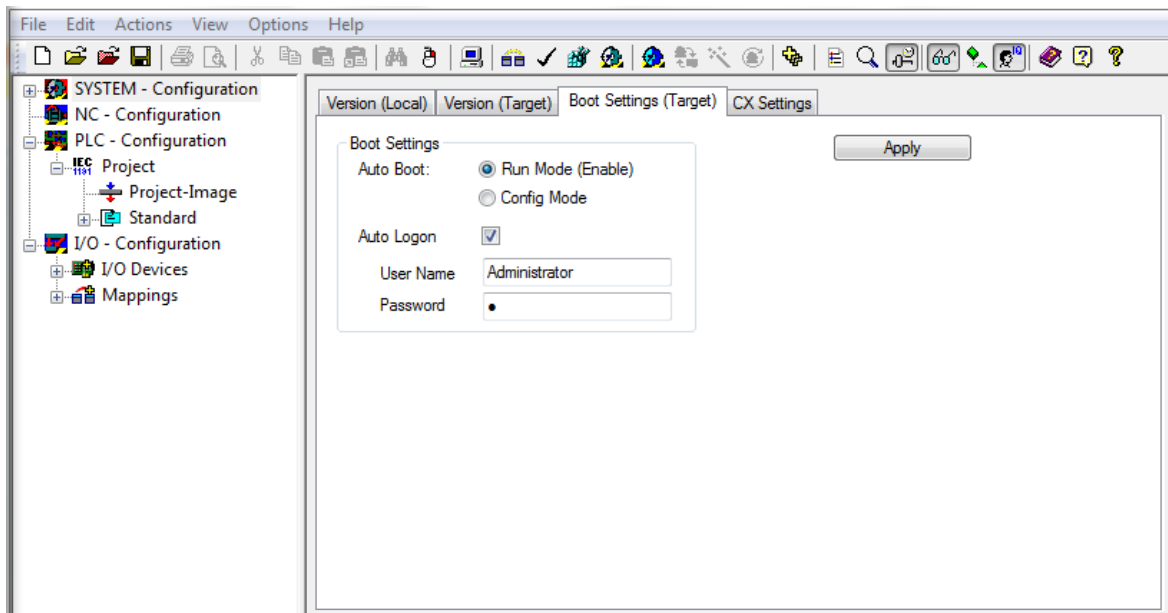 File Edit Actions View Options Help
SYSTEM - Configuration
NC - Configuration
PLC - Configuration
IEC 1131 Project
Project-Image
Standard
I/O - Configuration
I/O Devices
Mappings
Version (Local) Version (Target) Boot Settings (Target) CX Settings
Boot Settings
Auto Boot: Run Mode (Enable)
Config Mode
Auto Logon
User Name Administrator
Password •
Apply